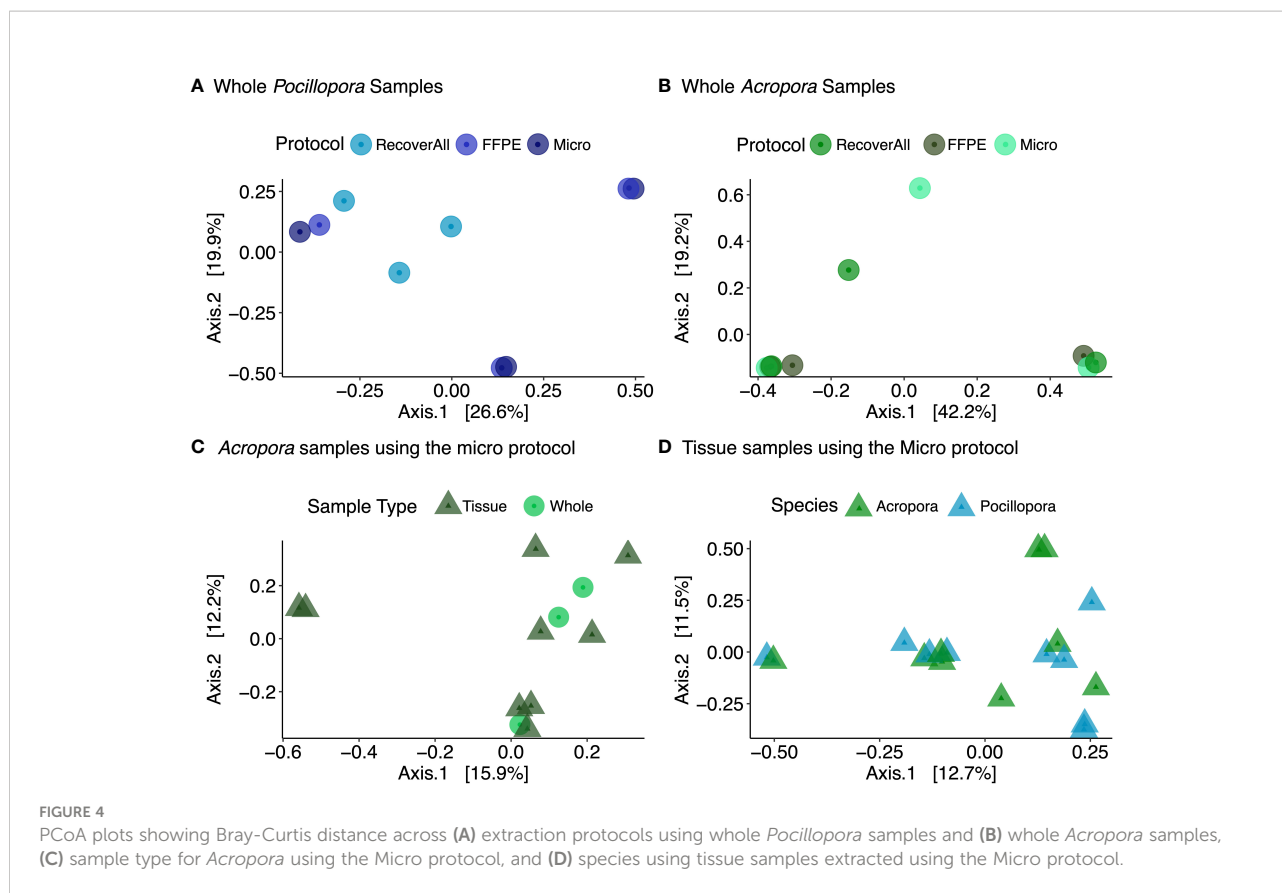 A Whole Pocillopora Samples
Protocol RecoverAll FFPE Micro
0.25
0.00
−0.25
−0.50
Axis.2 [19.9%]
−0.25 0.00 0.25 0.50
Axis.1 [26.6%]
B Whole Acropora Samples
Protocol RecoverAll FFPE Micro
0.6
0.4
0.2
0.0
Axis.2 [19.2%]
−0.4 −0.2 0.0 0.2 0.4
Axis.1 [42.2%]
C Acropora samples using the micro protocol
Sample Type Tissue Whole
0.2
0.0
−0.2
Axis.2 [12.2%]
−0.6 −0.4 −0.2 0.0 0.2
Axis.1 [15.9%]
D Tissue samples using the Micro protocol
Species Acropora Pocillopora
0.50
0.25
0.00
−0.25
Axis.2 [11.5%]
−0.50 −0.25 0.00 0.25
Axis.1 [12.7%]
FIGURE 4
PCoA plots showing Bray-Curtis distance across (A) extraction protocols using whole Pocillopora samples and (B) whole Acropora samples,
(C) sample type for Acropora using the Micro protocol, and (D) species using tissue samples extracted using the Micro protocol.